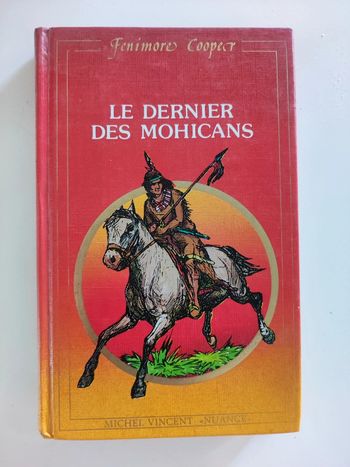 Fenimore Cooper
LE DERNIER
DES MOHICANS
MICHEL VINCENT «NUANCE»